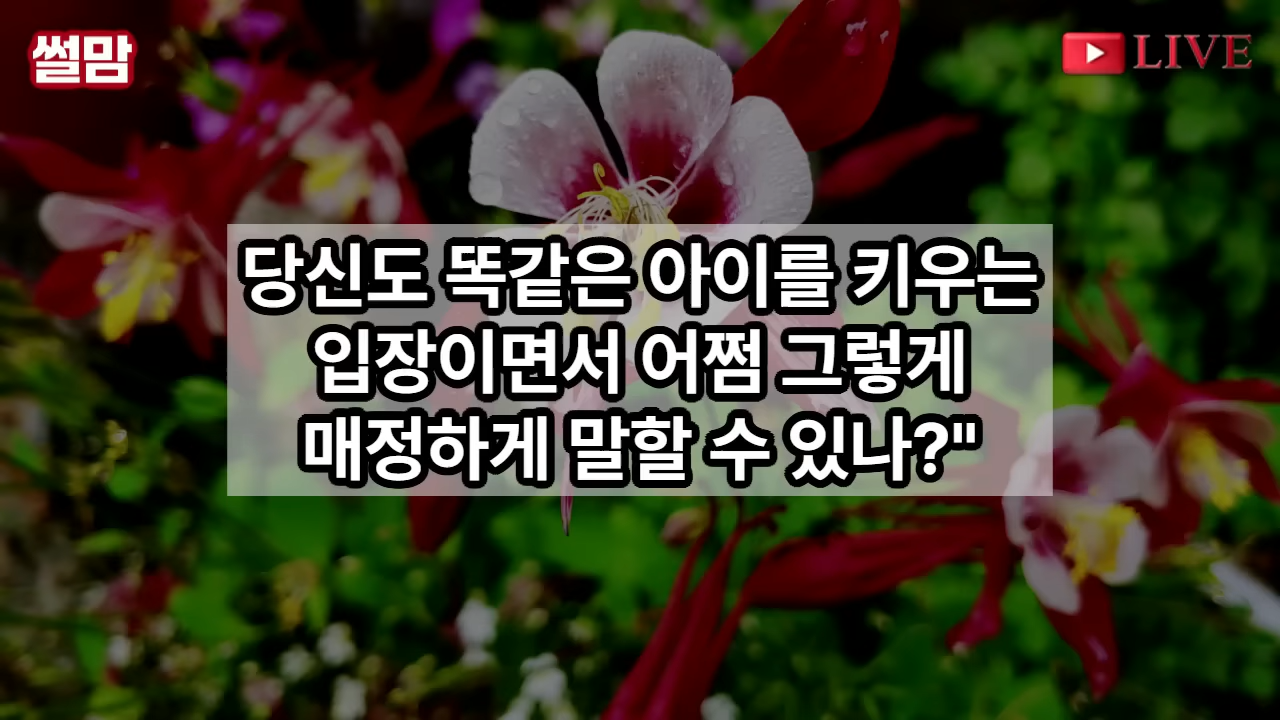 썰맘
LIVE
당신도 똑같은 아이를 키우는
입장이면서 어쩜 그렇게
매정하게 말할 수 있나?"